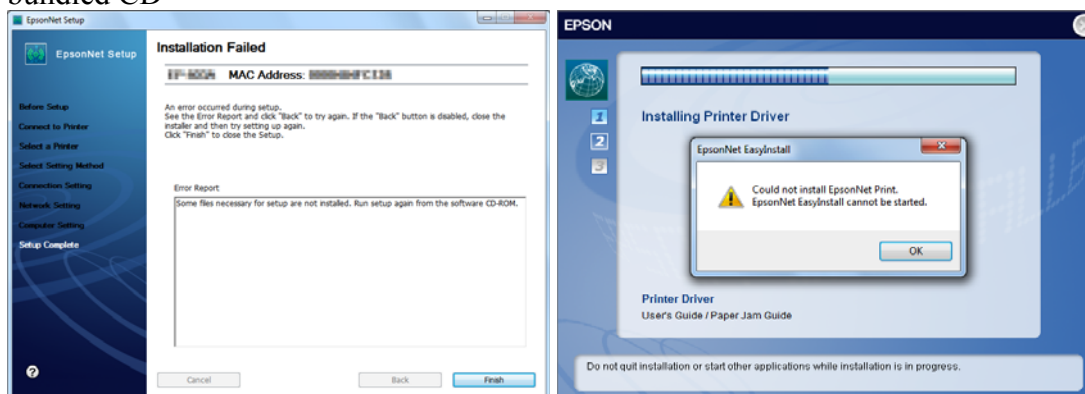 bundled CD
EpsonNet Setup
EpsonNet Setup
Installation Failed
MAC Address:
Before Setup
Connect to Printer
Select a Printer
Select Setting Method
Connection Setting
Network Setting
Computer Setting
Setup Complete
An error occurred during setup.
See the Error Report and click "Back" to try again. If the "Back" button is disabled, close the
installer and then try setting up again.
Click "Finish" to close the Setup.
Error Report
Some files necessary for setup are not installed. Run setup again from the software CD-ROM.
?
Cancel
Back
Finish
EPSON
1
2
3
Installing Printer Driver
EpsonNet EasyInstall
Could not install EpsonNet Print.
EpsonNet EasyInstall cannot be started.
OK
Printer Driver
User's Guide / Paper Jam Guide
Do not quit installation or start other applications while installation is in progress.